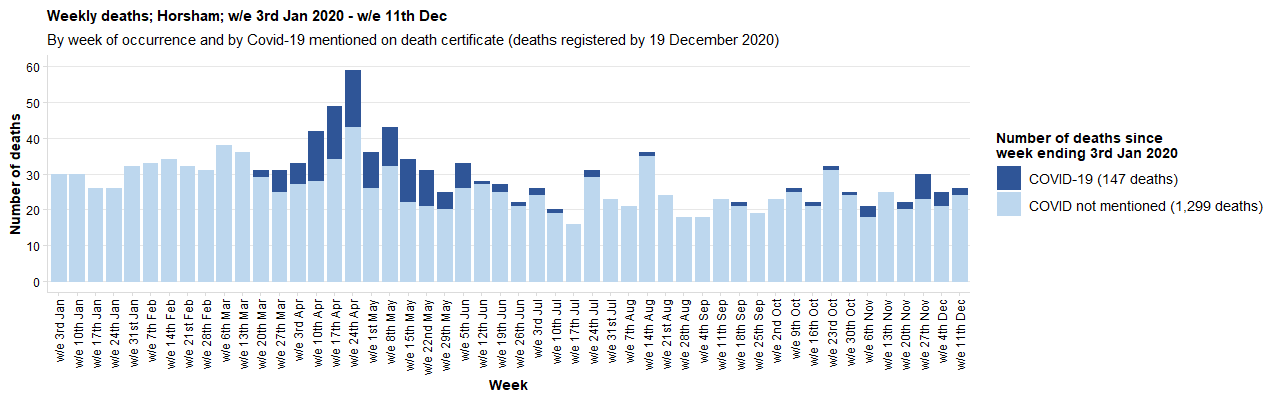 Weekly deaths; Horsham; w/e 3rd Jan 2020 - w/e 11th Dec
By week of occurrence and by Covid-19 mentioned on death certificate (deaths registered by 19 December 2020)
Number of deaths
60
50
40
30
20
10
0
w/e 3rd Jan
w/e 10th Jan
w/e 17th Jan
w/e 24th Jan
w/e 31st Jan
w/e 7th Feb
w/e 14th Feb
w/e 21st Feb
w/e 28th Feb
w/e 6th Mar
w/e 13th Mar
w/e 20th Mar
w/e 27th Mar
w/e 3rd Apr
w/e 10th Apr
w/e 17th Apr
w/e 24th Apr
w/e 1st May
w/e 8th May
w/e 15th May
w/e 22nd May
w/e 29th May
w/e 5th Jun
w/e 12th Jun
w/e 19th Jun
w/e 26th Jun
w/e 3rd Jul
w/e 10th Jul
w/e 17th Jul
w/e 24th Jul
w/e 31st Jul
w/e 7th Aug
w/e 14th Aug
w/e 21st Aug
w/e 28th Aug
w/e 4th Sep
w/e 11th Sep
w/e 18th Sep
w/e 25th Sep
w/e 2nd Oct
w/e 9th Oct
w/e 16th Oct
w/e 23rd Oct
w/e 30th Oct
w/e 6th Nov
w/e 13th Nov
w/e 20th Nov
w/e 27th Nov
w/e 4th Dec
w/e 11th Dec
Week
Number of deaths since
week ending 3rd Jan 2020
COVID-19 (147 deaths)
COVID not mentioned (1,299 deaths)